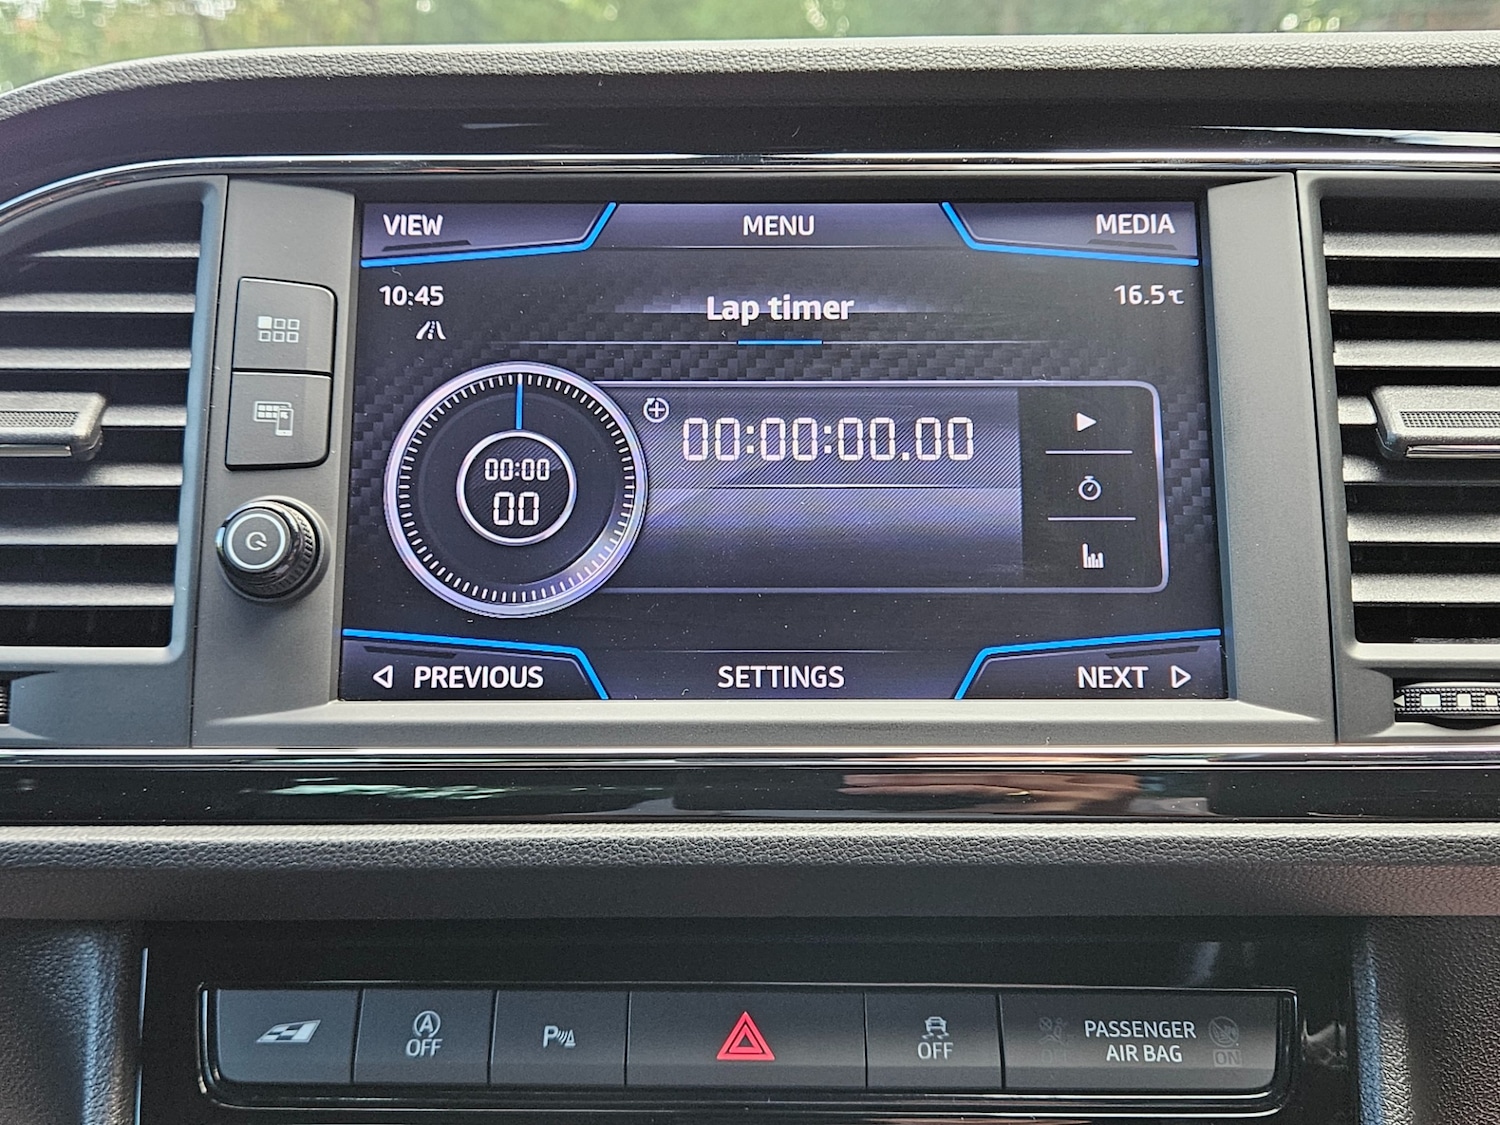 VIEW
MENU
MEDIA
10:45
16.5°C
Lap timer
00:00:00.00
00:00
00
PREVIOUS
SETTINGS
NEXT
A
OFF
P
OFF
PASSENGER
AIR BAG
ON